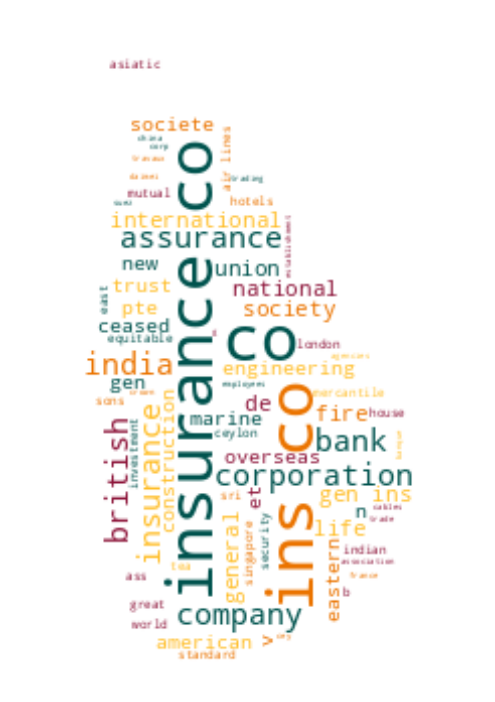 asiatic
societe
china
corp
air lines
insurance co
trading
mutual
hotels
international
assurance
establishment
new
union
trust
national
east
pte
society
ceased
equitable
co
london
agencies
india
engineering
gen
employees
sons
mercantile
de
fire
house
british
investment
insurance
construction
marine
ceylon
bank
overseas
corporation
ins co
sri
et
gen ins
n
cables
trade
general
singapore
security
life
eastern
indian
association
tea
ass
france
b
great
company
world
american
v
standard